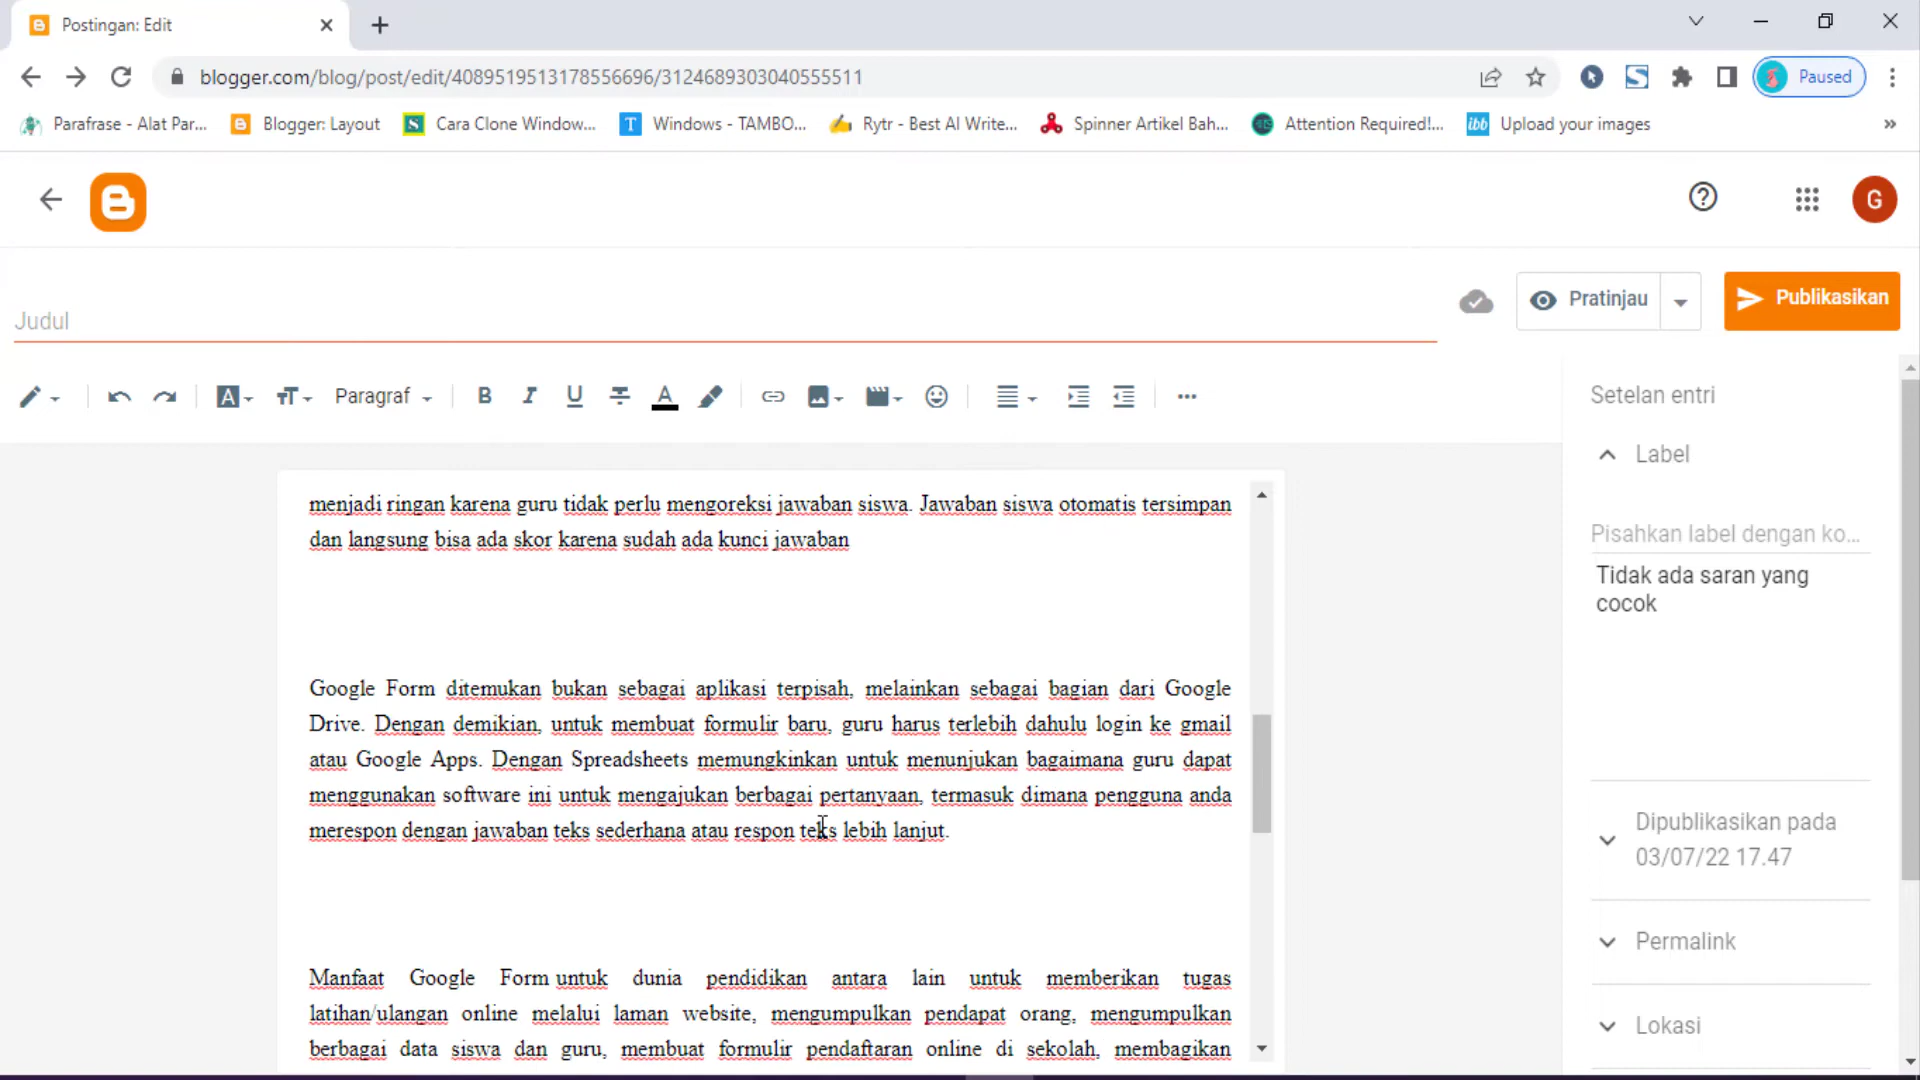 Postingan: Edit
blogger.com/blog/post/edit/4089519513178556696/3124689303040555511
Paused
Parafrase - Alat Par...
Blogger: Layout
Cara Clone Window...
Windows - TAMBO...
Rytr - Best AI Write...
Spinner Artikel Bah...
Attention Required!...
Upload your images
G
Judul
Pratinjau
Publikasikan
Paragraf
Setelan entri
Label
Pisahkan label dengan ko...
Tidak ada saran yang
cocok
Dipublikasikan pada
03/07/22 17.47
Permalink
Lokasi
menjadi ringan karena guru tidak perlu mengoreksi jawaban siswa. Jawaban siswa otomatis tersimpan
dan langsung bisa ada skor karena sudah ada kunci jawaban
Google Form ditemukan bukan sebagai aplikasi terpisah, melainkan sebagai bagian dari Google
Drive. Dengan demikian, untuk membuat formulir baru, guru harus terlebih dahulu login ke gmail
atau Google Apps. Dengan Spreadsheets memungkinkan untuk menunjukan bagaimana guru dapat
menggunakan software ini untuk mengajukan berbagai pertanyaan, termasuk dimana pengguna anda
merespon dengan jawaban teks sederhana atau respon teks lebih lanjut.
Manfaat Google Form untuk dunia pendidikan antara lain untuk memberikan tugas
latihan/ulangan online melalui laman website, mengumpulkan pendapat orang, mengumpulkan
berbagai data siswa dan guru, membuat formulir pendaftaran online di sekolah, membagikan